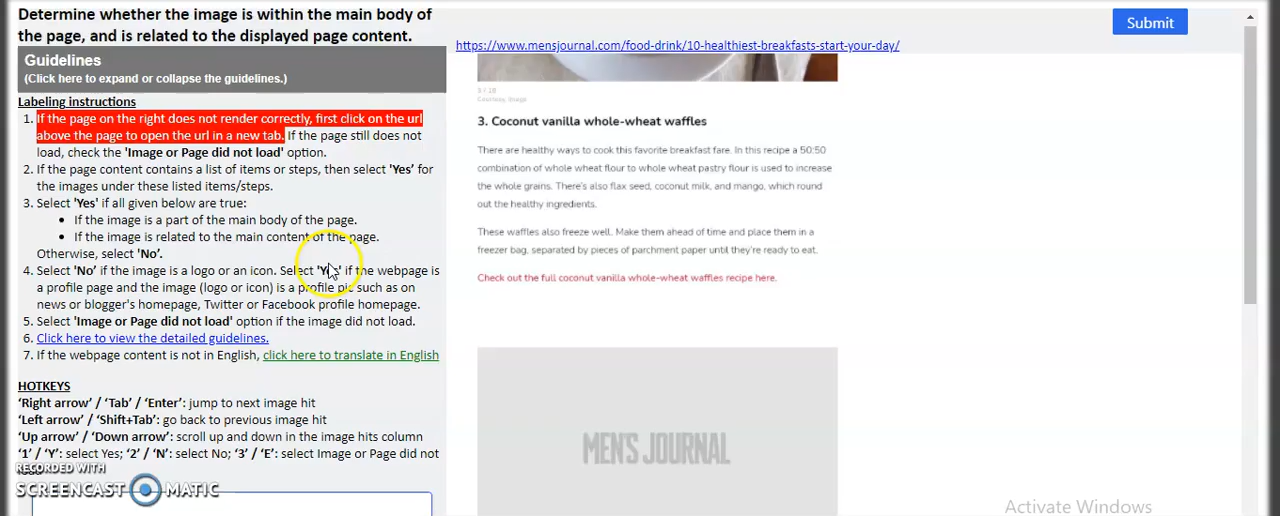 Determine whether the image is within the main body of
the page, and is related to the displayed page content.
Guidelines
(Click here to expand or collapse the guidelines.)
Labeling instructions
1. If the page on the right does not render correctly, first click on the url
above the page to open the url in a new tab. If the page still does not
load, check the 'Image or Page did not load' option.
2. If the page content contains a list of items or steps, then select 'Yes' for
the images under these listed items/steps.
3. Select 'Yes' if all given below are true:
• If the image is a part of the main body of the page.
• If the image is related to the main content of the page.
Otherwise, select 'No'.
4. Select 'No' if the image is a logo or an icon. Select 'Yes' if the webpage is
a profile page and the image (logo or icon) is a profile pic such as on
news or blogger's homepage, Twitter or Facebook profile homepage.
5. Select 'Image or Page did not load' option if the image did not load.
6. Click here to view the detailed guidelines.
7. If the webpage content is not in English, click here to translate in English
HOTKEYS
'Right arrow' / 'Tab' / 'Enter': jump to next image hit
'Left arrow' / 'Shift+Tab': go back to previous image hit
'Up arrow' / 'Down arrow': scroll up and down in the image hits column
'1' / 'Y': select Yes; '2' / 'N': select No; '3' / 'E': select Image or Page did not
RECORDED WITH
SCREENCAST MATIC
Submit
https://www.mensjournal.com/food-drink/10-healthiest-breakfasts-start-your-day/
Courtesy Image
3. Coconut vanilla whole-wheat waffles
There are healthy ways to cook this favorite breakfast fare. In this recipe a 50:50
combination of whole wheat flour to whole wheat pastry flour is used to increase
the whole grains. There's also flax seed, coconut milk, and mango, which round
out the healthy ingredients.
These waffles also freeze well. Make them ahead of time and place them in a
freezer bag, separated by pieces of parchment paper until they're ready to eat.
Check out the full coconut vanilla whole-wheat waffles recipe here.
MEN'S JOURNAL
Activate Windows